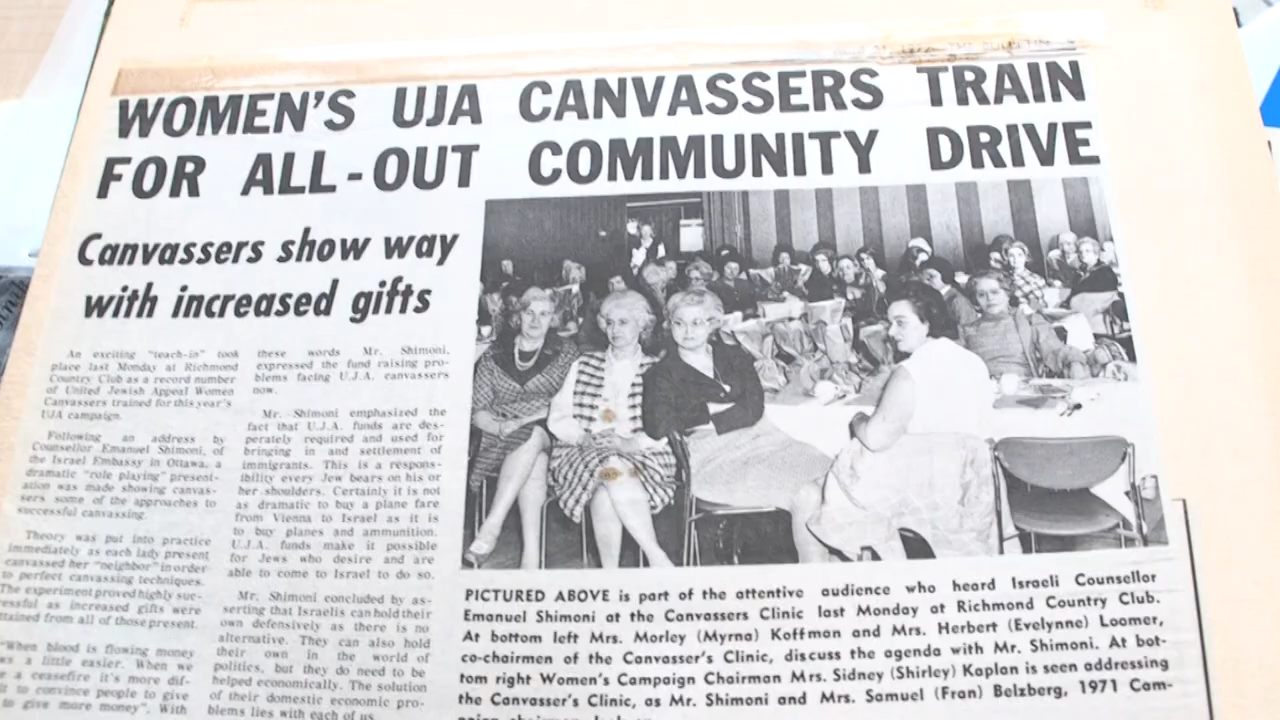 WOMEN'S UJA CANVASSERS TRAIN
FOR ALL-OUT COMMUNITY DRIVE
Canvassers show way
with increased gifts
An exciting "teach-in" took
place last Monday at Richmond
Country Club as a record number
of United Jewish Appeal Women
Canvassers trained for this year's
UJA campaign.
Following an address by
Counsellor Emanuel Shimoni, of
the Israel Embassy in Ottawa, a
dramatic "role playing" present-
ation was made showing canvas-
sers some of the approaches to
successful canvassing.
Theory was put into practice
immediately as each lady present
canvassed her "neighbor" in order
to perfect canvassing techniques.
The experiment proved highly suc-
essful as increased gifts were
tained from all of those present.
"When blood is flowing money
a little easier. When we
a ceasefire it's more dif-
to convince people to give
to give more money". With
these words Mr. Shimoni,
expressed the fund raising pro-
blems facing U.J.A. canvassers
now.
Mr. Shimoni emphasized the
fact that U.J.A. funds are des-
perately required and used for
bringing in and settlement of
immigrants. This is a respons-
ibility every Jew bears on his or
her shoulders. Certainly it is not
as dramatic to buy a plane fare
from Vienna to Israel as it is
to buy planes and ammunition.
U.J.A. funds make it possible
for Jews who desire and are
able to come to Israel to do so.
Mr. Shimoni concluded by as-
serting that Israelis can hold their
own defensively as there is no
alternative. They can also hold
their own in the world of
politics, but they do need to be
helped economically. The solution
of their domestic economic pro-
blems lies with each of us.
PICTURED ABOVE is part of the attentive audience who heard Israeli Counsellor
Emanuel Shimoni at the Canvassers Clinic last Monday at Richmond Country Club.
At bottom left Mrs. Morley (Myrna) Koffman and Mrs. Herbert (Evelynne) Loomer,
co-chairmen of the Canvasser's Clinic, discuss the agenda with Mr. Shimoni. At bot-
tom right Women's Campaign Chairman Mrs. Sidney (Shirley) Kaplan is seen addressing
the Canvasser's Clinic, as Mr. Shimoni and Mrs. Samuel (Fran) Belzberg, 1971 Cam-